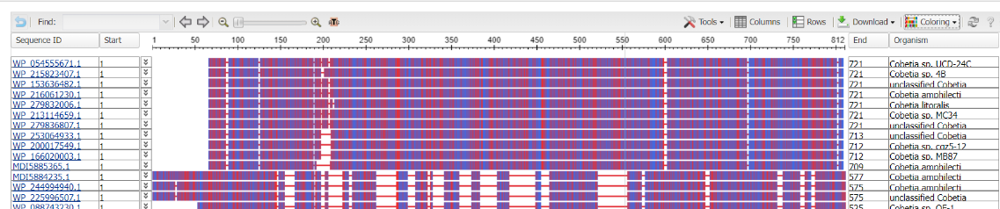 Find: Tools Columns Rows Download Coloring ?
Sequence ID Start 1 50 100 150 200 250 300 350 400 450 500 550 600 650 700 750 812 End Organism
WP_054555671.1 1 721 Cobetia sp. UCD-24C
WP_215823407.1 1 721 Cobetia sp. 4B
WP_153636482.1 1 721 unclassified Cobetia
WP_216061230.1 1 721 Cobetia amphilecti
WP_279832006.1 1 721 Cobetia litoralis
WP_213114659.1 1 721 Cobetia sp. MC34
WP_279836807.1 1 721 unclassified Cobetia
WP_253064933.1 1 713 unclassified Cobetia
WP_200017549.1 1 712 Cobetia sp. cqz5-12
WP_166020003.1 1 712 Cobetia sp. MB87
MDI5885365.1 1 709 Cobetia amphilecti
MDI5884235.1 1 577 Cobetia amphilecti
WP_244994940.1 1 575 Cobetia amphilecti
WP_225996507.1 1 575 unclassified Cobetia
WP_088743230.1 1 525 Cobetia sp. QF-1